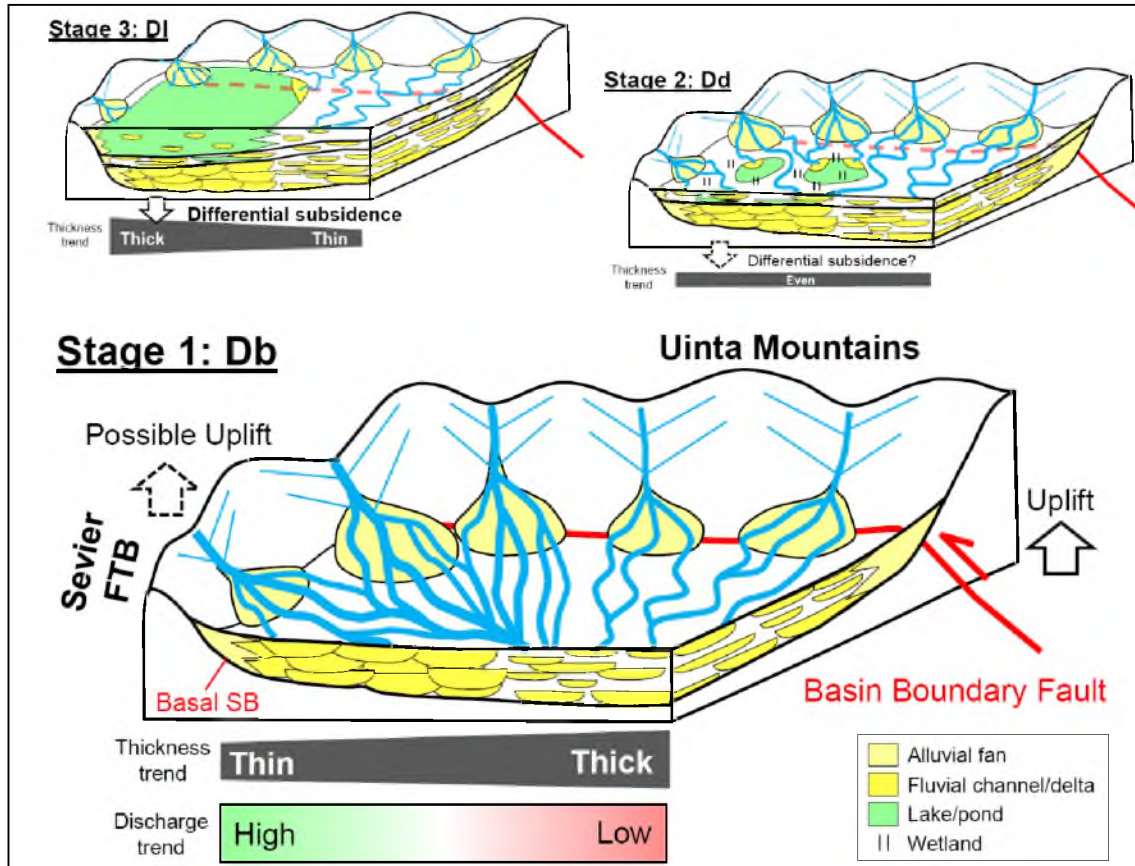 Stage 3: Dl
Differential subsidence
Thickness
trend
Thick
Thin
Stage 2: Dd
Differential subsidence?
Thickness
trend
Even
Stage 1: Db
Uinta Mountains
Possible Uplift
Sevier
FTB
Uplift
Basal SB
Basin Boundary Fault
Thickness
trend
Thin
Thick
Discharge
trend
High
Low
Alluvial fan
Fluvial channel/delta
Lake/pond
Wetland